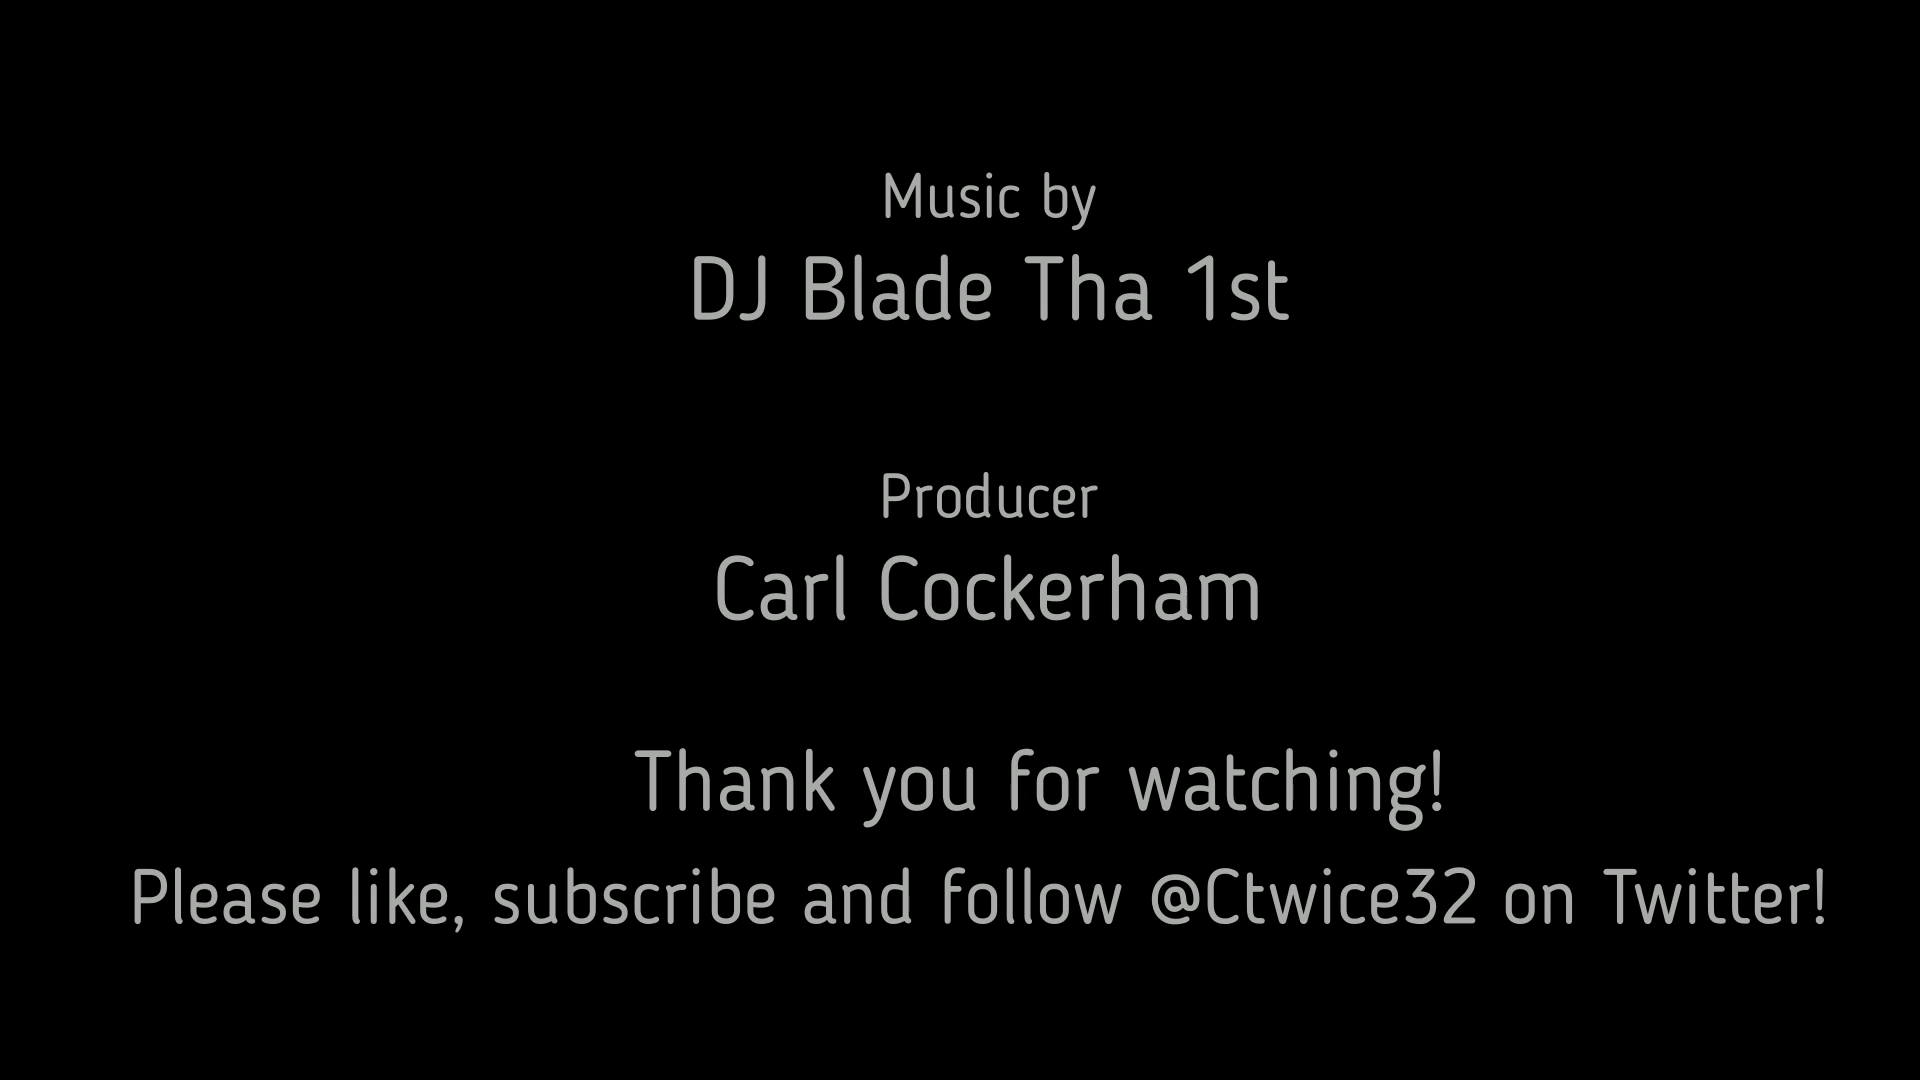 Music by
DJ Blade Tha 1st
Producer
Carl Cockerham
Thank you for watching!
Please like, subscribe and follow @Ctwice32 on Twitter!